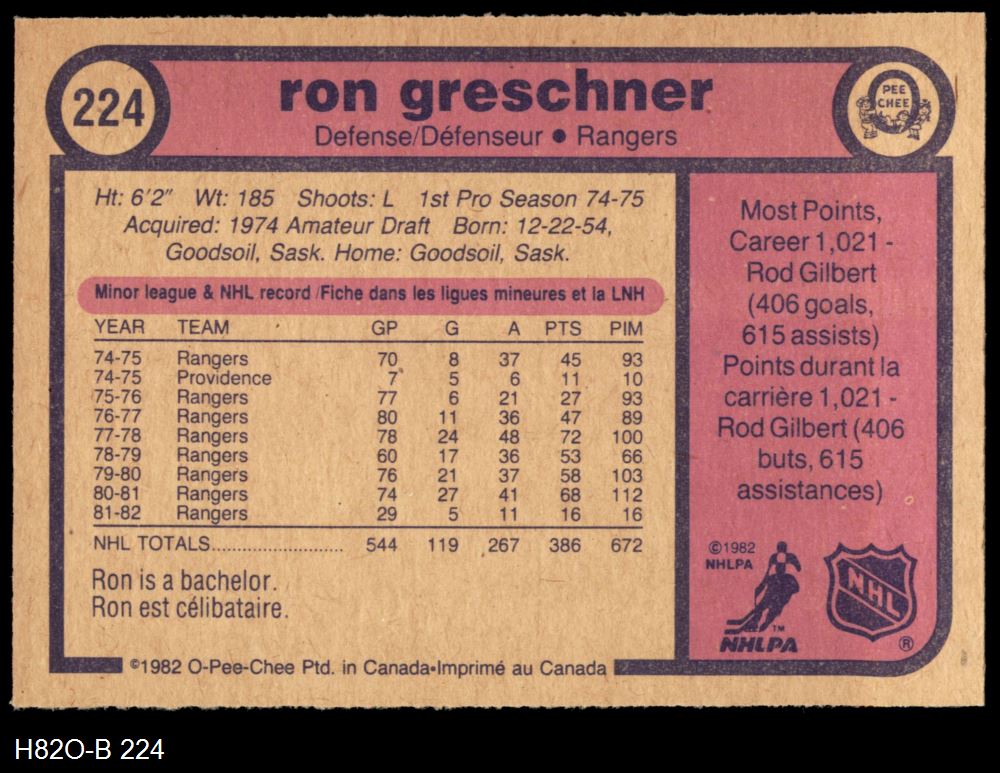 224
ron greschner
Defense/Défenseur • Rangers
PEE
CHEE
Ht: 6'2" Wt: 185 Shoots: L 1st Pro Season 74-75
Acquired: 1974 Amateur Draft Born: 12-22-54,
Goodsoil, Sask. Home: Goodsoil, Sask.
Minor league & NHL record /Fiche dans les ligues mineures et la LNH
YEAR TEAM GP G A PTS PIM
74-75 Rangers 70 8 37 45 93
74-75 Providence 7 5 6 11 10
75-76 Rangers 77 6 21 27 93
76-77 Rangers 80 11 36 47 89
77-78 Rangers 78 24 48 72 100
78-79 Rangers 60 17 36 53 66
79-80 Rangers 76 21 37 58 103
80-81 Rangers 74 27 41 68 112
81-82 Rangers 29 5 11 16 16
NHL TOTALS.......................... 544 119 267 386 672
Ron is a bachelor.
Ron est célibataire.
Most Points,
Career 1,021 -
Rod Gilbert
(406 goals,
615 assists)
Points durant la
carrière 1,021 -
Rod Gilbert (406
buts, 615
assistances)
©1982
NHLPA
TM
NHLPA
NHL
®
©1982 O-Pee-Chee Ptd. in Canada•Imprimé au Canada
H82O-B 224